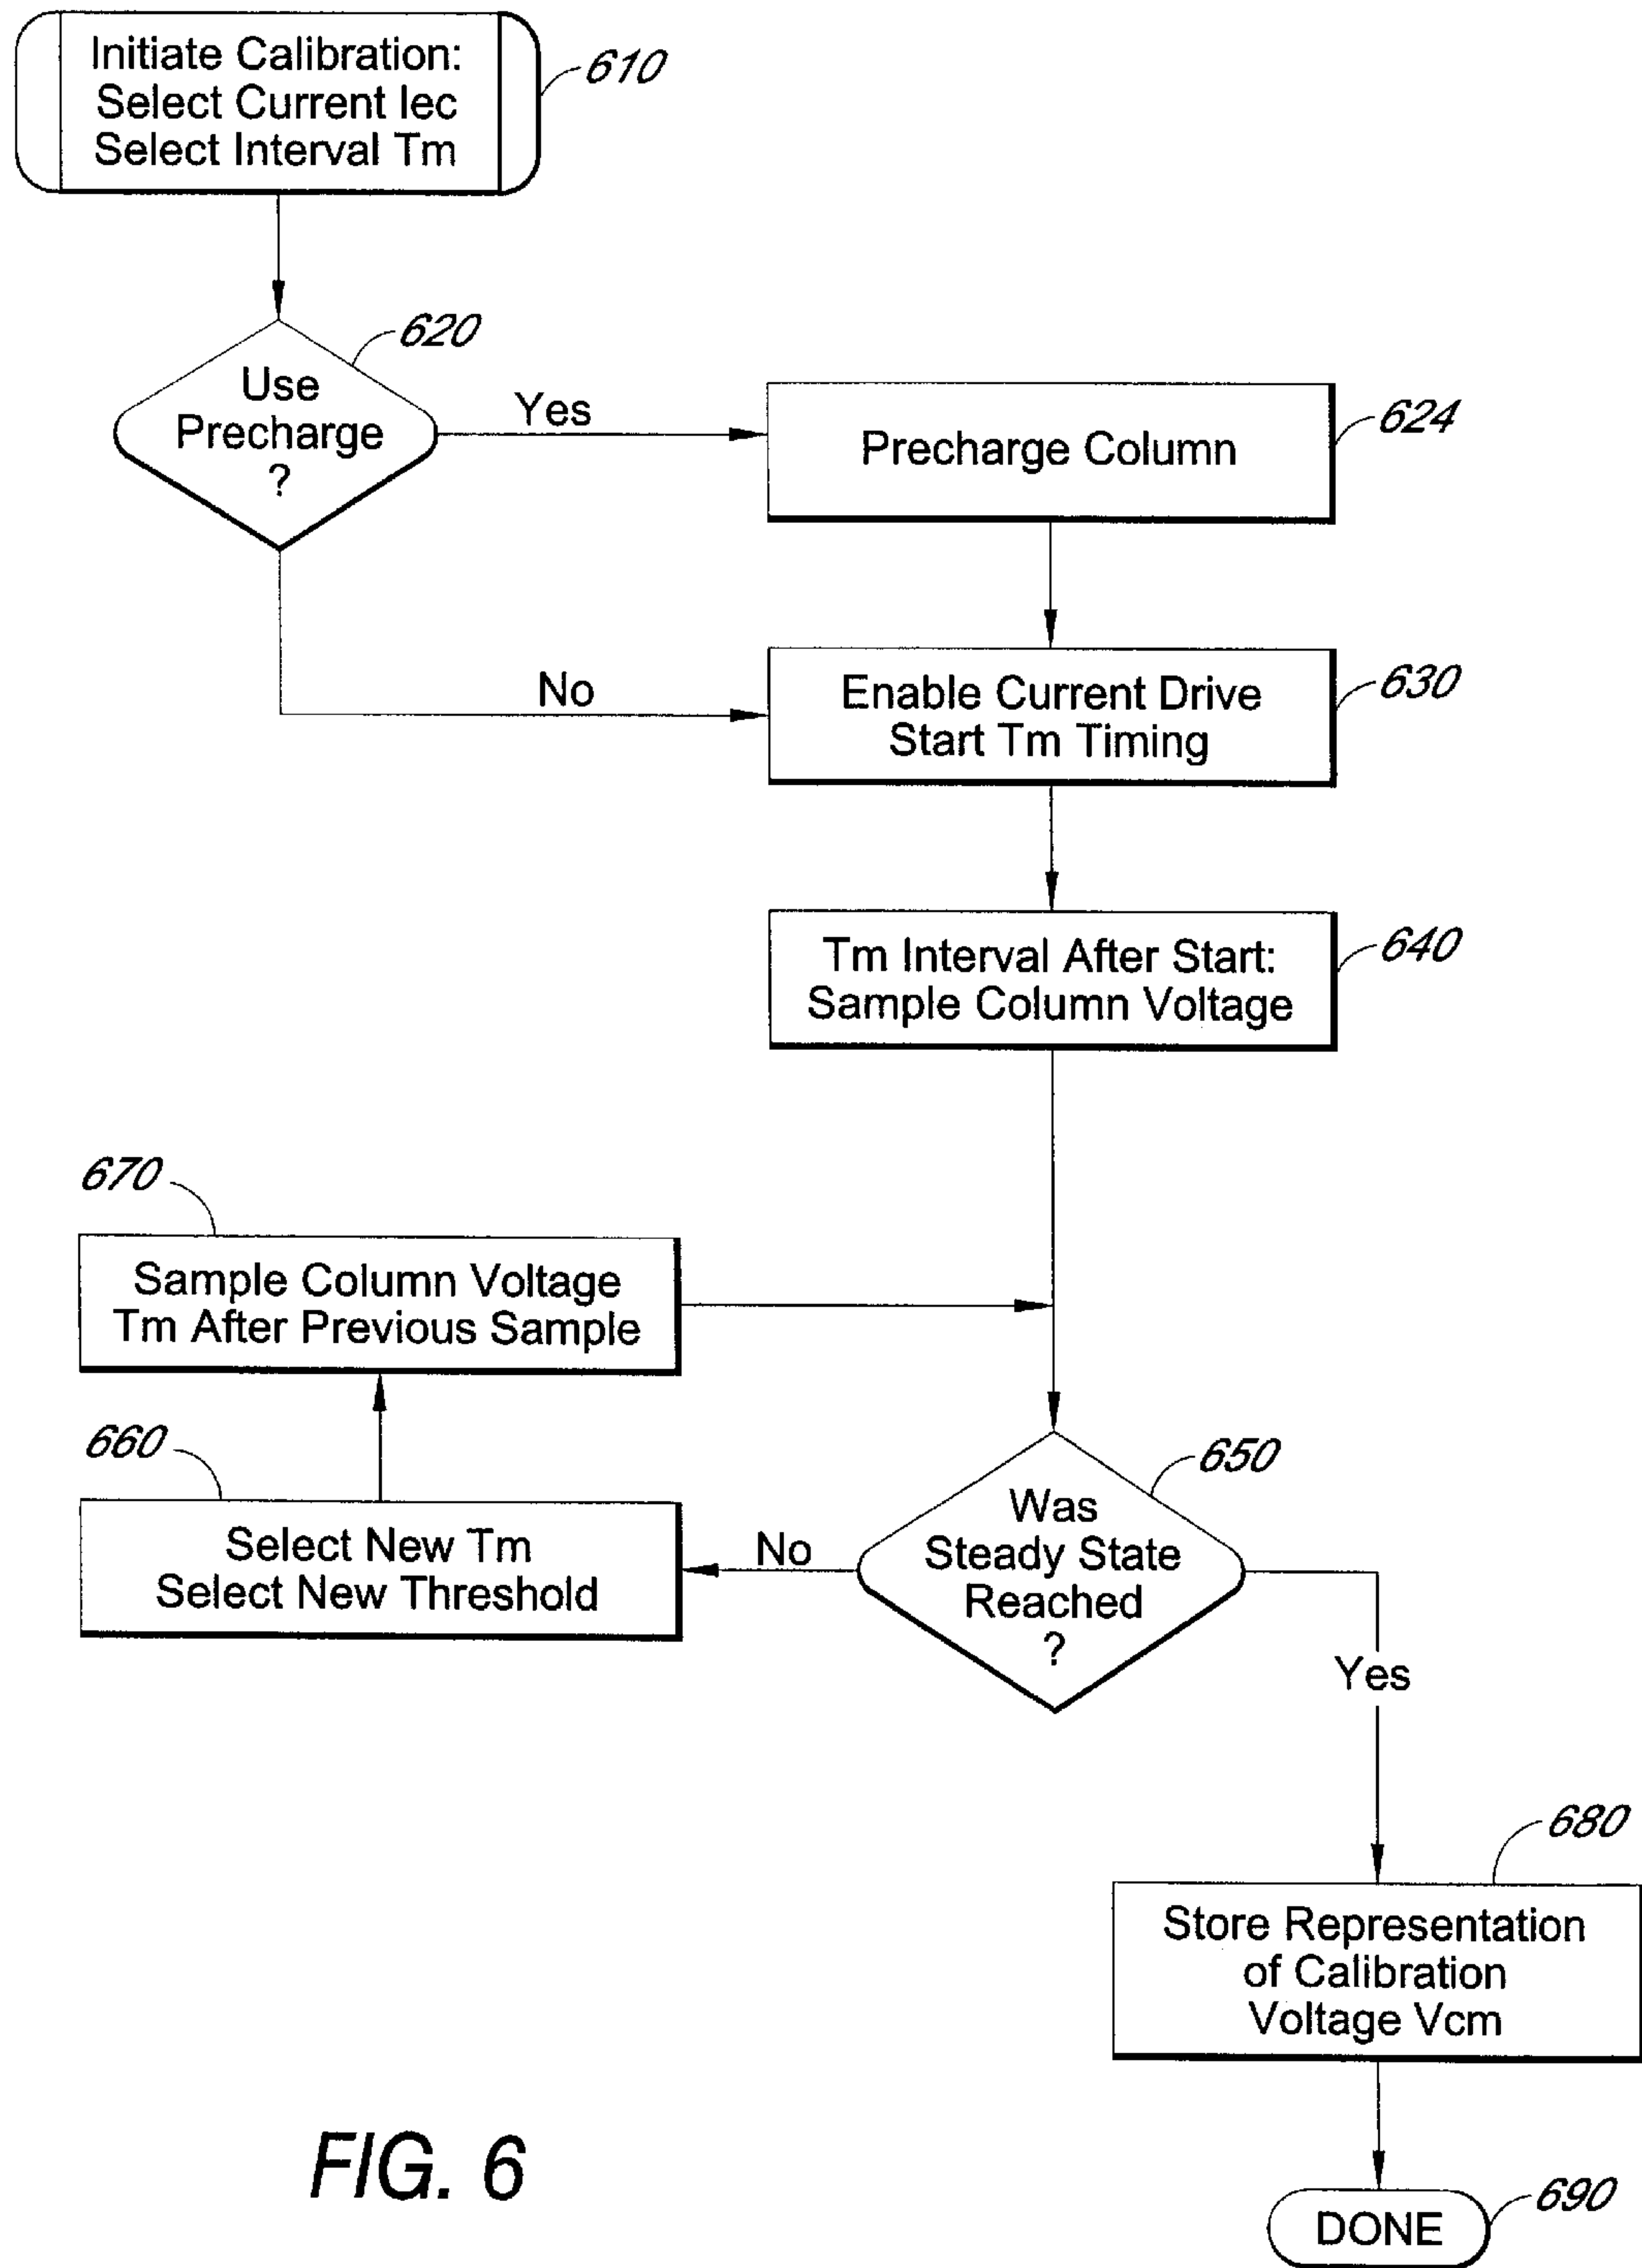 Initiate Calibration:
Select Current Iec
Select Interval Tm
610
620
Use
Precharge
?
Yes
Precharge Column
624
No
Enable Current Drive
Start Tm Timing
630
Tm Interval After Start:
Sample Column Voltage
640
670
Sample Column Voltage
Tm After Previous Sample
660
Select New Tm
Select New Threshold
No
650
Was
Steady State
Reached
?
Yes
680
Store Representation
of Calibration
Voltage Vcm
690
DONE
FIG. 6